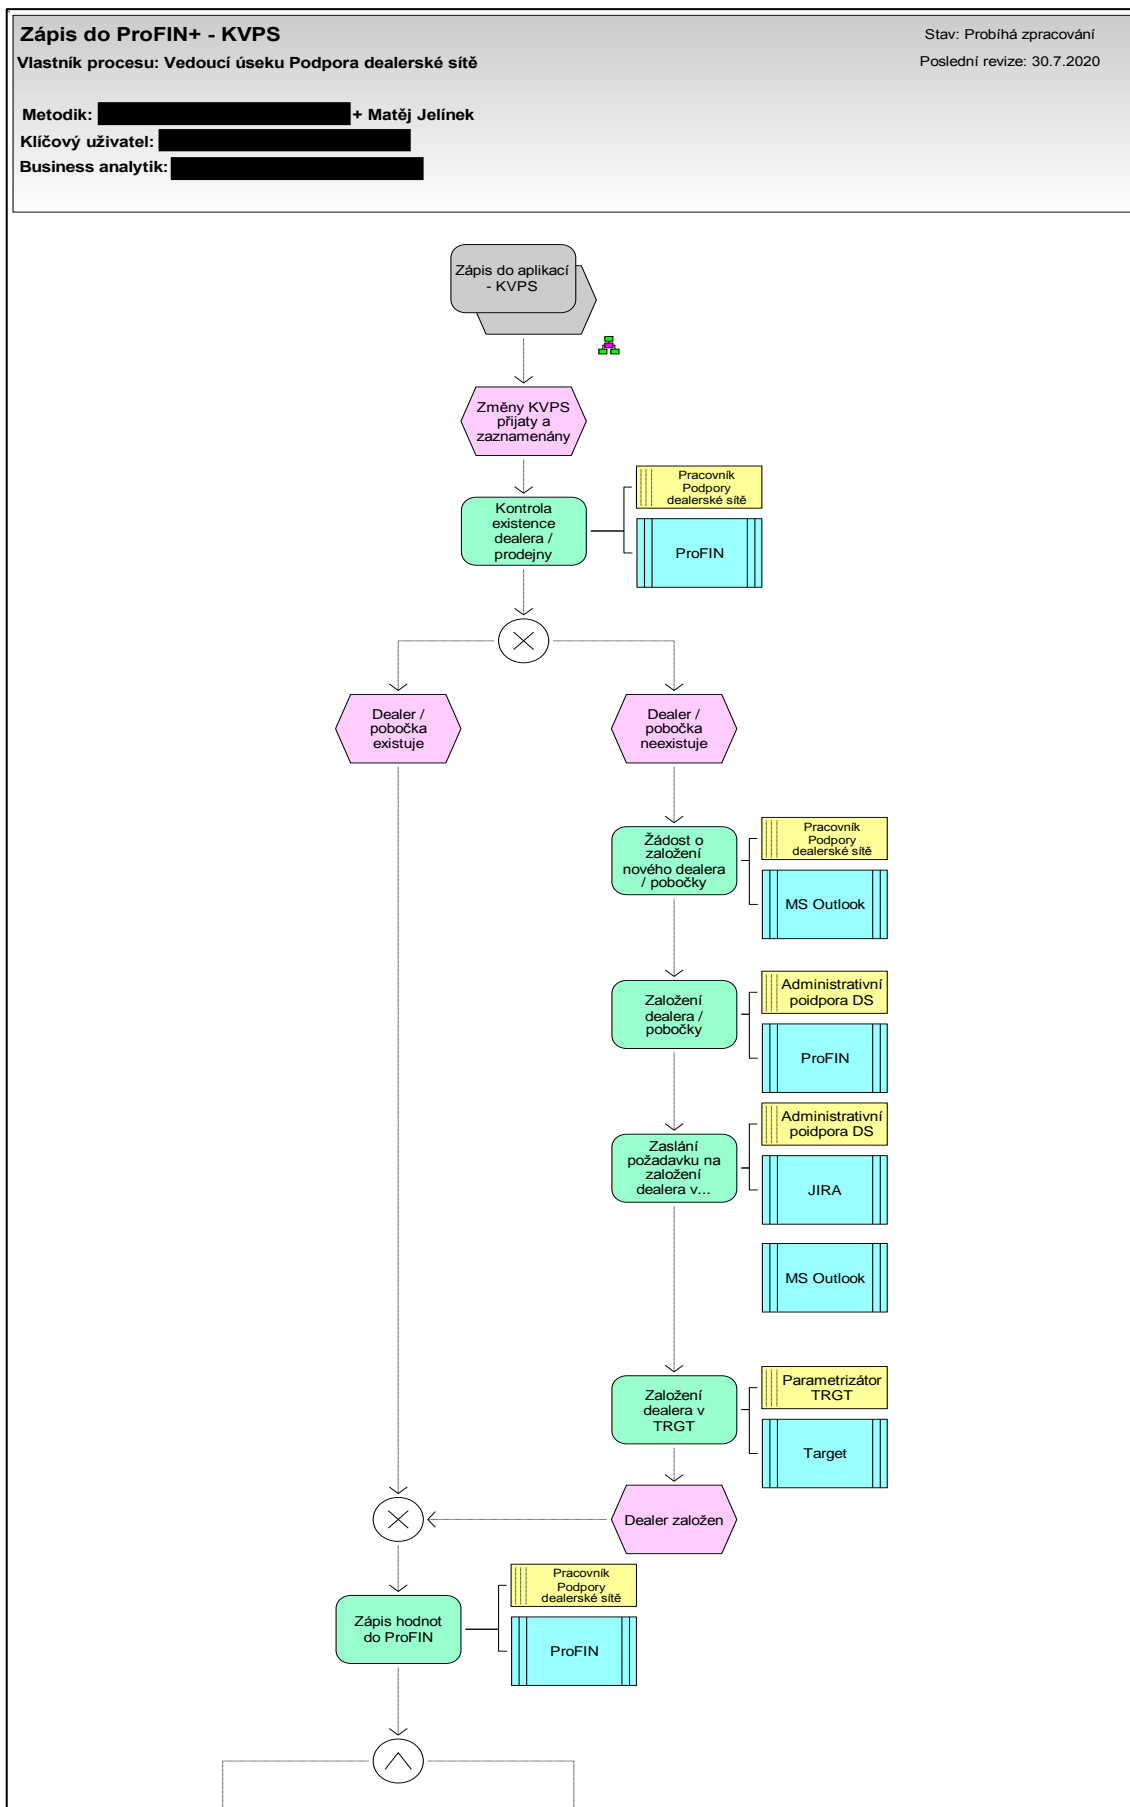 Zápis do ProFIN+ - KVPS
Stav: Probíhá zpracování
Vlastník procesu: Vedoucí úseku Podpora dealerské sítě
Poslední revize: 30.7.2020
Metodik:
+ Matěj Jelínek
Klíčový uživatel:
Business analytik:
Zápis do aplikací
- KVPS
Změny KVPS
přijaty a
zaznamenány
Kontrola
existence
dealera /
prodejny
Pracovník
Podpory
dealerské sítě
ProFIN
Dealer /
pobočka
existuje
Dealer /
pobočka
neexistuje
Žádost o
založení
nového dealera
/ pobočky
Pracovník
Podpory
dealerské sítě
MS Outlook
Založení
dealera /
pobočky
Administrativní
poidpora DS
ProFIN
Zaslání
požadavku na
založení
dealera v...
Administrativní
poidpora DS
JIRA
MS Outlook
Založení
dealera v
TRGT
Parametrizátor
TRGT
Target
Dealer založen
Zápis hodnot
do ProFIN
Pracovník
Podpory
dealerské sítě
ProFIN